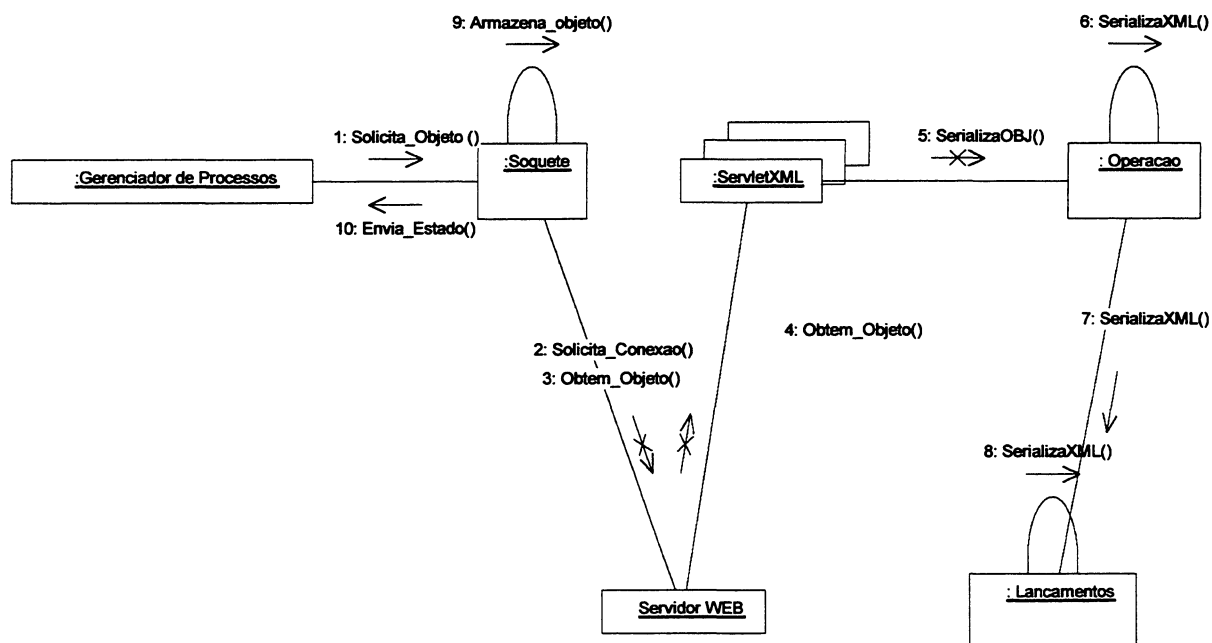 9: Armazena_objeto()
6: SerializaXML()
1: Solicita_Objeto ()
5: SerializaOBJ()
:Gerenciador de Processos
:Soquete
:ServletXML
: Operacao
10: Envia_Estado()
2: Solicita_Conexao()
3: Obtem_Objeto()
4: Obtem_Objeto()
7: SerializaXML()
8: SerializaXML()
Servidor WEB
: Lancamentos